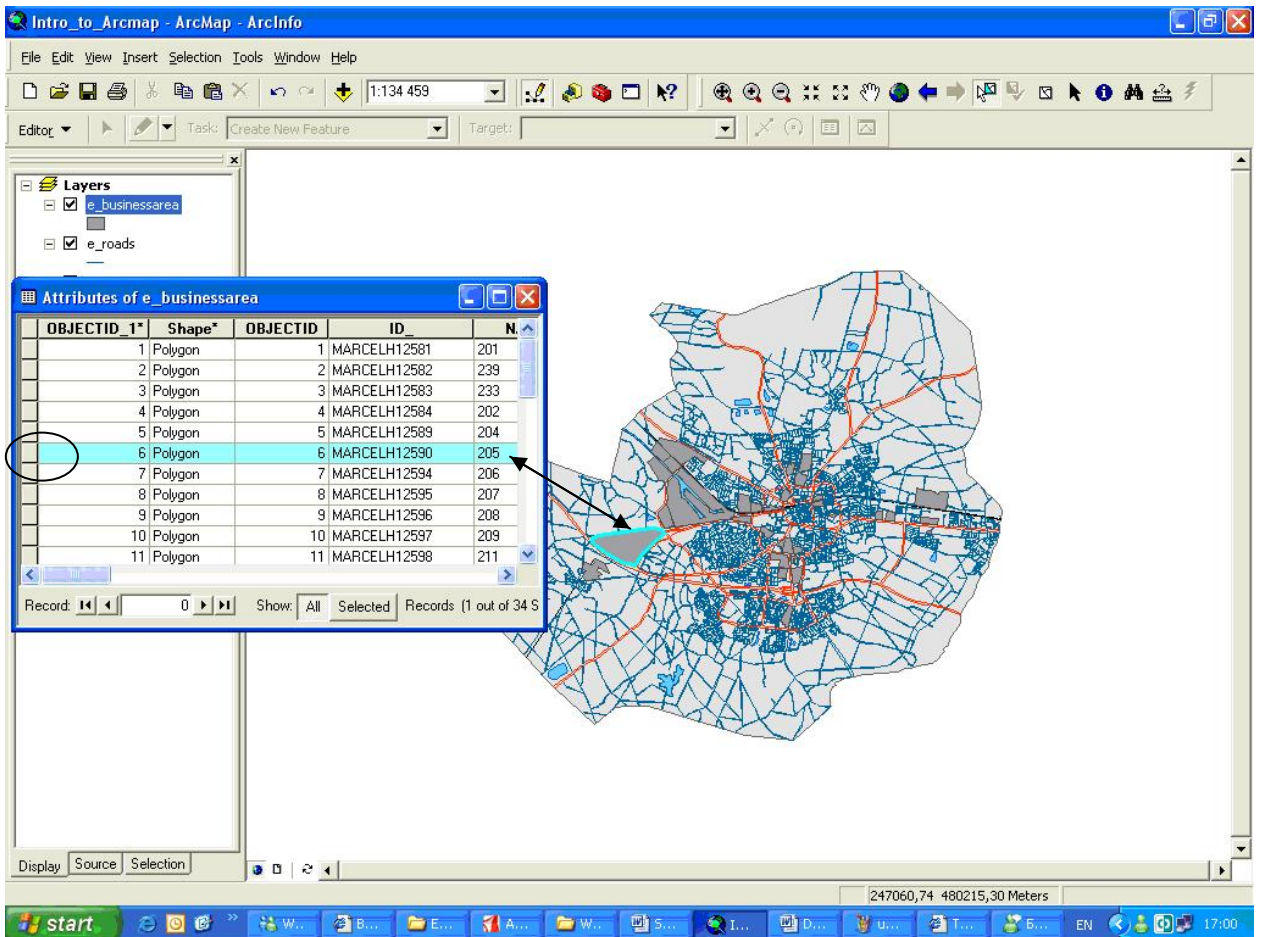 Intro_to_Arcmap - ArcMap - ArcInfo
File Edit View Insert Selection Tools Window Help
1:134 459
Editor Task: Create New Feature Target:
Layers
e_businessarea
e_roads
Attributes of e_businessarea
OBJECTID_1* Shape* OBJECTID ID_ N.
1 Polygon 1 MARCELH12581 201
2 Polygon 2 MARCELH12582 239
3 Polygon 3 MARCELH12583 233
4 Polygon 4 MARCELH12584 202
5 Polygon 5 MARCELH12589 204
6 Polygon 6 MARCELH12590 205
7 Polygon 7 MARCELH12594 206
8 Polygon 8 MARCELH12595 207
9 Polygon 9 MARCELH12596 208
10 Polygon 10 MARCELH12597 209
11 Polygon 11 MARCELH12598 211
Record: 0 Show: All Selected Records (1 out of 34 S
Display Source Selection
247060,74 480215,30 Meters
start » W... B... E... A... W... S... I... D... u... T... Б... EN 17:00